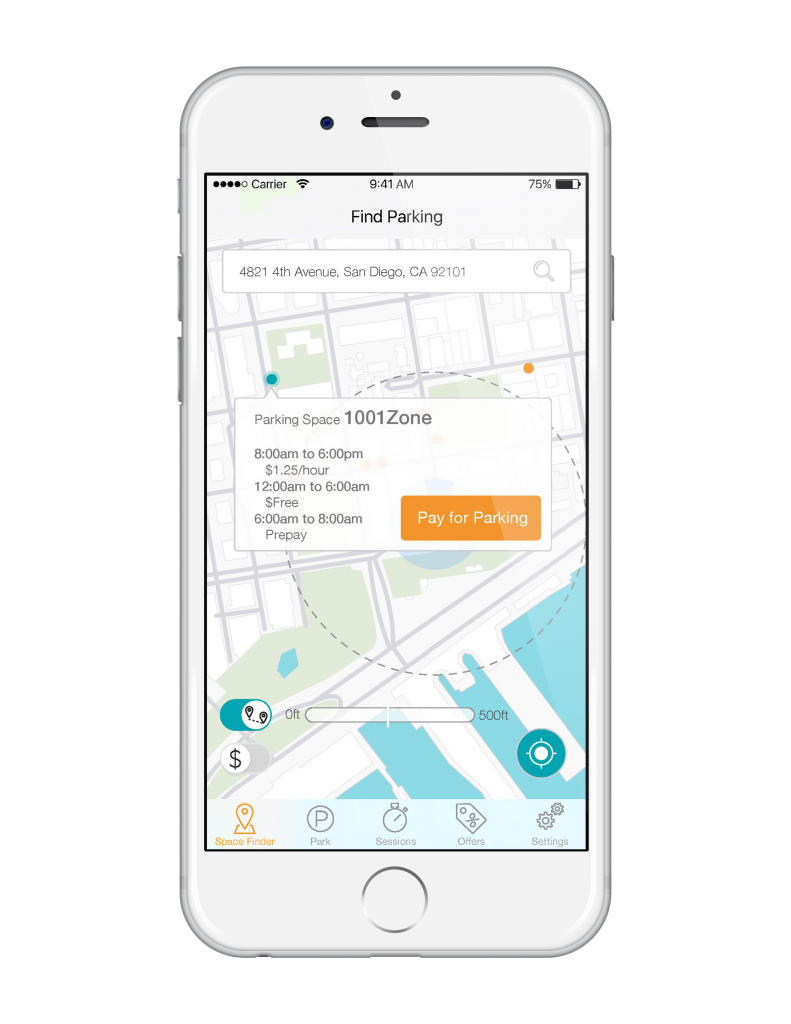 Carrier 9:41 AM 75%
Find Parking
4821 4th Avenue, San Diego, CA 92101
Parking Space 1001Zone
8:00am to 6:00pm
$1.25/hour
12:00am to 6:00am
$Free
6:00am to 8:00am
Prepay
Pay for Parking
0ft 500ft
$
P
%
Space Finder Park Sessions Offers Settings